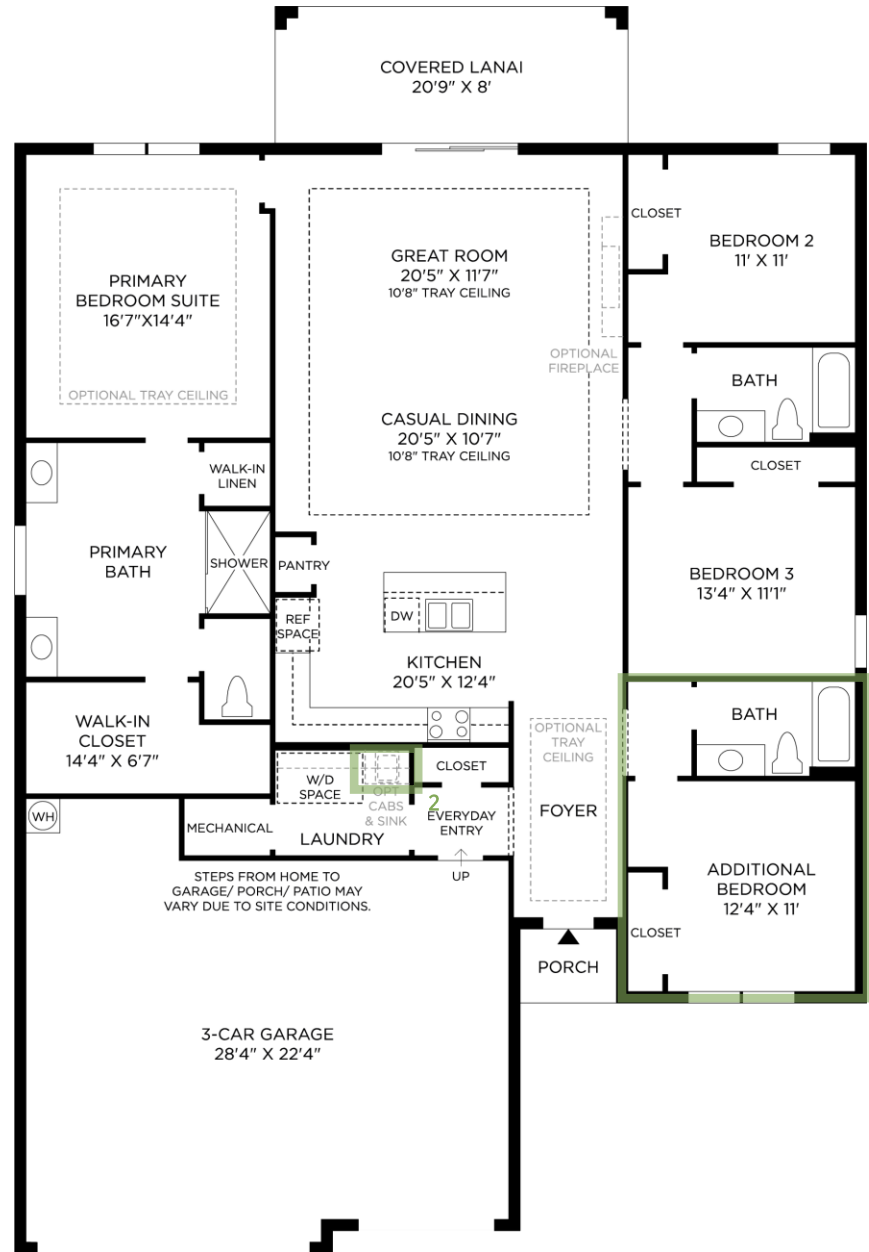 COVERED LANAI
20'9" X 8'
PRIMARY
BEDROOM SUITE
16'7"X14'4"
OPTIONAL TRAY CEILING
GREAT ROOM
20'5" X 11'7"
10'8" TRAY CEILING
CLOSET
BEDROOM 2
11' X 11'
OPTIONAL
FIREPLACE
CASUAL DINING
20'5" X 10'7"
10'8" TRAY CEILING
BATH
CLOSET
WALK-IN
LINEN
SHOWER
PRIMARY
BATH
PANTRY
REF
SPACE
DW
KITCHEN
20'5" X 12'4"
BEDROOM 3
13'4" X 11'1"
WALK-IN
CLOSET
14'4" X 6'7"
W/D
SPACE
OPT
CABS
& SINK
2
CLOSET
OPTIONAL
TRAY
CEILING
BATH
WH
MECHANICAL
LAUNDRY
EVERYDAY
ENTRY
UP
FOYER
STEPS FROM HOME TO
GARAGE/ PORCH/ PATIO MAY
VARY DUE TO SITE CONDITIONS.
ADDITIONAL
BEDROOM
12'4" X 11'
CLOSET
PORCH
3-CAR GARAGE
28'4" X 22'4"